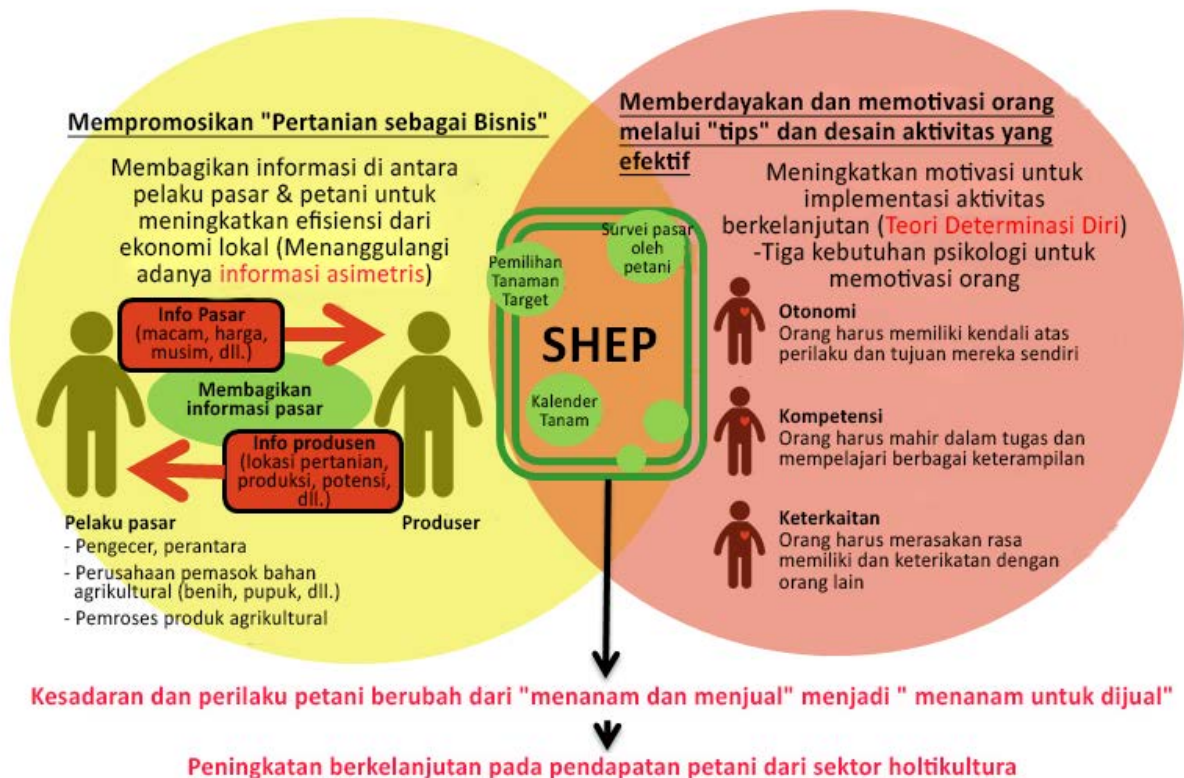 Mempromosikan "Pertanian sebagai Bisnis"
Membagikan informasi di antara
pelaku pasar & petani untuk
meningkatkan efisiensi dari
ekonomi lokal (Menanggulangi
adanya informasi asimetris)
Info Pasar
(macam, harga,
musim, dll.)
Membagikan
informasi pasar
Info produsen
(lokasi pertanian,
produksi, potensi,
dll.)
Pelaku pasar
Produser
- Pengecer, perantara
- Perusahaan pemasok bahan
agrikultural (benih, pupuk, dll.)
- Pemroses produk agrikultural
Survei pasar
oleh
petani
Pemilihan
Tanaman
Target
SHEP
Kalender
Tanam
Memberdayakan dan memotivasi orang
melalui "tips" dan desain aktivitas yang
efektif
Meningkatkan motivasi untuk
implementasi aktivitas
berkelanjutan (Teori Determinasi Diri)
-Tiga kebutuhan psikologi untuk
memotivasi orang
Otonomi
Orang harus memiliki kendali atas
perilaku dan tujuan mereka sendiri
Kompetensi
Orang harus mahir dalam tugas dan
mempelajari berbagai keterampilan
Keterkaitan
Orang harus merasakan rasa
memiliki dan keterikatan dengan
orang lain
Kesadaran dan perilaku petani berubah dari "menanam dan menjual" menjadi " menanam untuk dijual"
Peningkatan berkelanjutan pada pendapatan petani dari sektor holtikultura